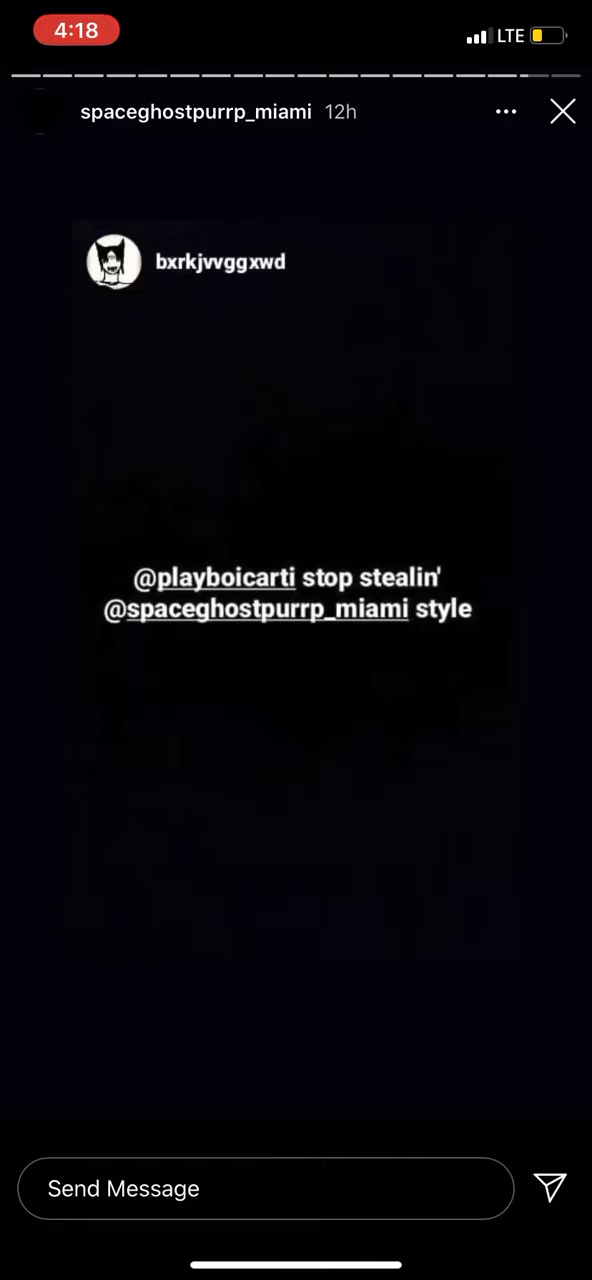 4:18
LTE
spaceghostpurrp_miami 12h
bxrkjvvggxwd
@playboicarti stop stealin'
@spaceghostpurrp_miami style
Send Message